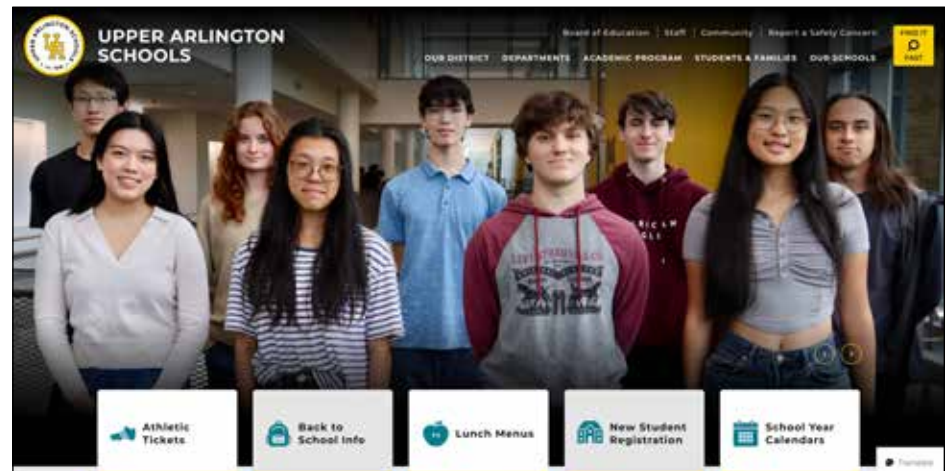 UPPER ARLINGTON
SCHOOLS
Board of Education | Staff | Community | Report a Safety Concern
OUR DISTRICT DEPARTMENTS ACADEMIC PROGRAM STUDENTS & FAMILIES OUR SCHOOLS
FIND IT
FAST
UA
Athletic
Tickets
Back to
School Info
Lunch Menus
New Student
Registration
School Year
Calendars
Translate